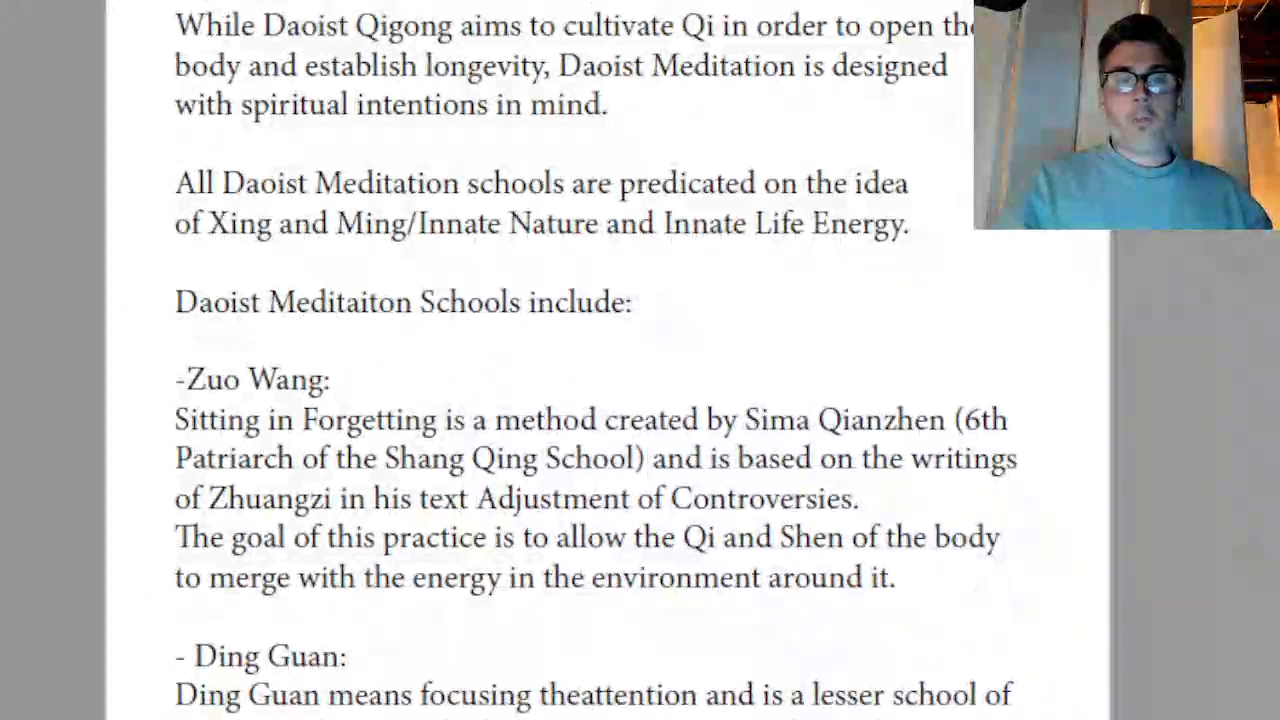 While Daoist Qigong aims to cultivate Qi in order to open the
body and establish longevity, Daoist Meditation is designed
with spiritual intentions in mind.
All Daoist Meditation schools are predicated on the idea
of Xing and Ming/Innate Nature and Innate Life Energy.
Daoist Meditaiton Schools include:
-Zuo Wang:
Sitting in Forgetting is a method created by Sima Qianzhen (6th
Patriarch of the Shang Qing School) and is based on the writings
of Zhuangzi in his text Adjustment of Controversies.
The goal of this practice is to allow the Qi and Shen of the body
to merge with the energy in the environment around it.
- Ding Guan:
Ding Guan means focusing theattention and is a lesser school of